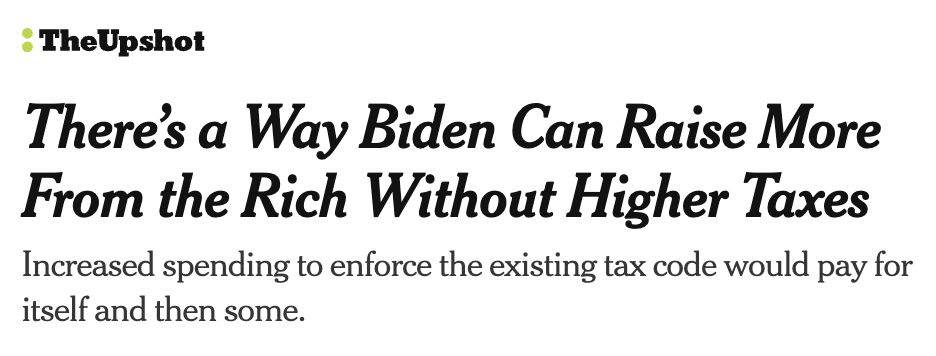 TheUpshot
There’s a Way Biden Can Raise More
From the Rich Without Higher Taxes
Increased spending to enforce the existing tax code would pay for
itself and then some.